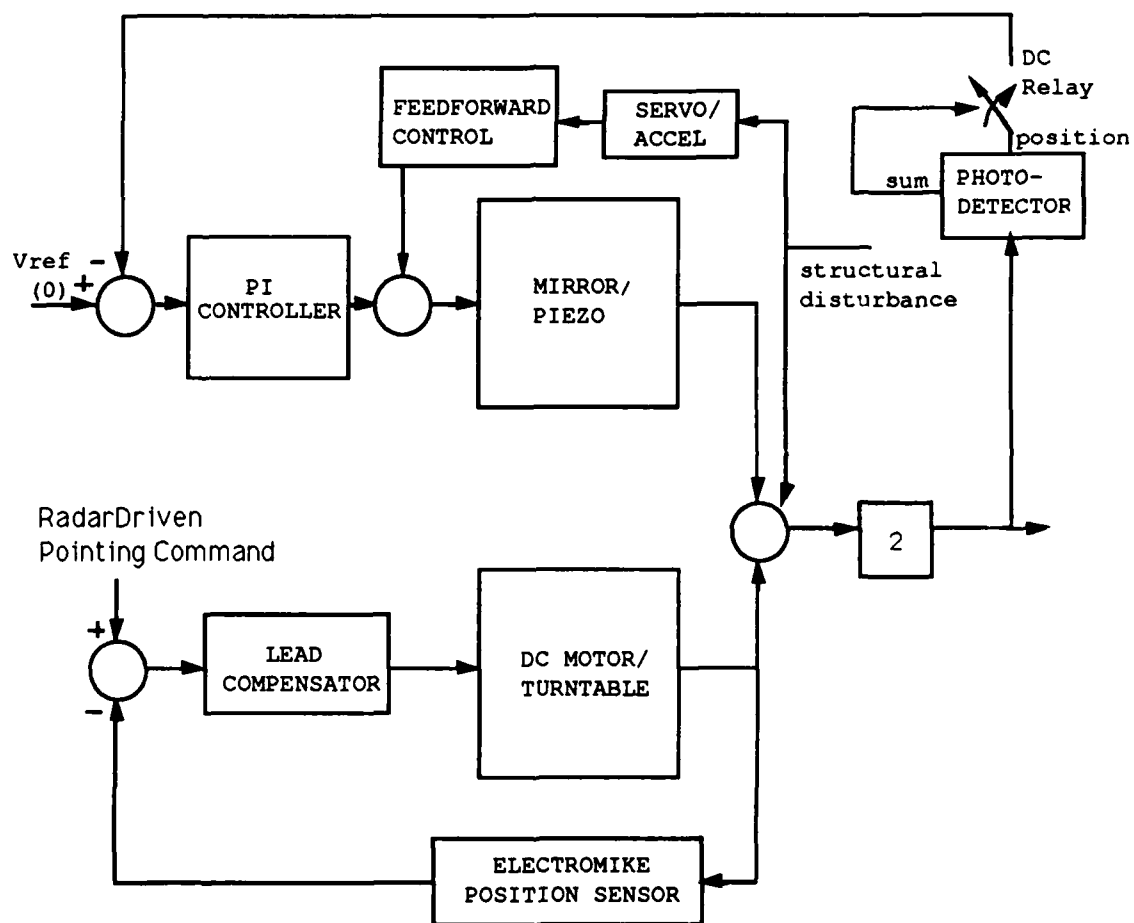 DC
Relay
position
FEEDFORWARD
CONTROL
SERVO/
ACCEL
sum
PHOTO-
DETECTOR
Vref -
+
(0)
PI
CONTROLLER
MIRROR/
PIEZO
structural
disturbance
RadarDriven
Pointing Command
2
+
LEAD
COMPENSATOR
DC MOTOR/
TURNTABLE
-
ELECTROMIKE
POSITION SENSOR